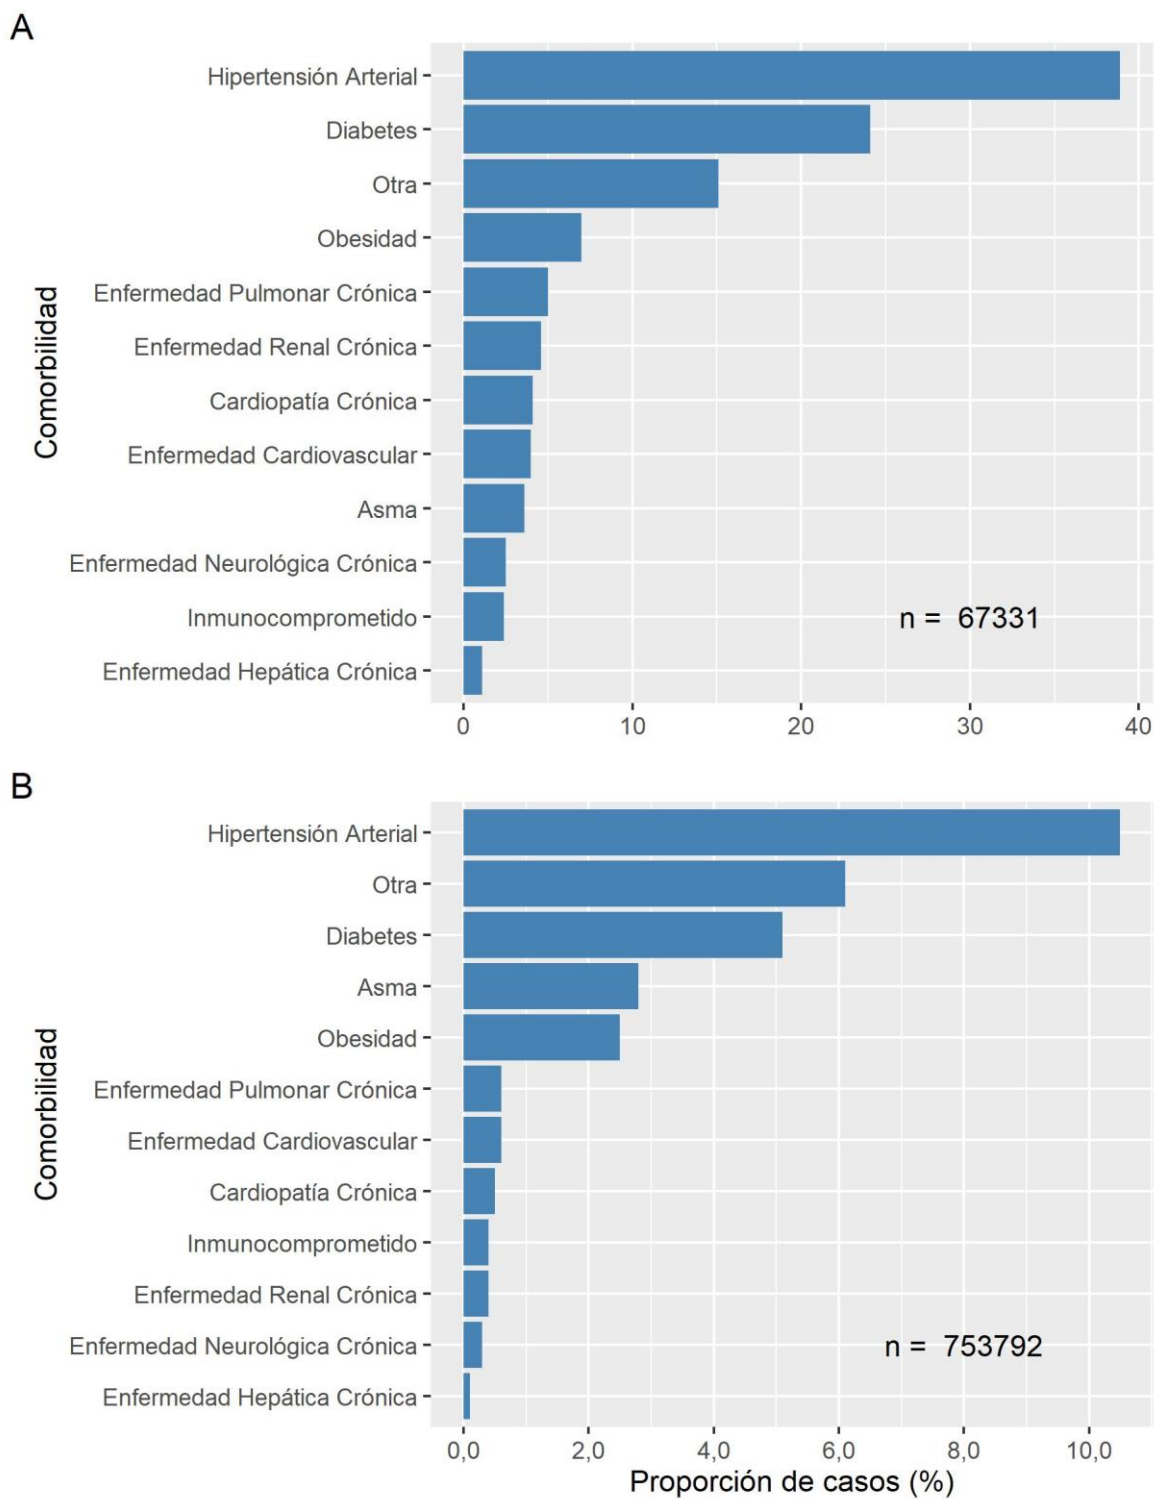 A
Hipertensión Arterial
Diabetes
Otra
Obesidad
Enfermedad Pulmonar Crónica
Enfermedad Renal Crónica
Cardiopatía Crónica
Enfermedad Cardiovascular
Asma
Enfermedad Neurológica Crónica
Inmunocomprometido
Enfermedad Hepática Crónica
Comorbilidad
n = 67331
0 10 20 30 40
B
Hipertensión Arterial
Otra
Diabetes
Asma
Obesidad
Enfermedad Pulmonar Crónica
Enfermedad Cardiovascular
Cardiopatía Crónica
Inmunocomprometido
Enfermedad Renal Crónica
Enfermedad Neurológica Crónica
Enfermedad Hepática Crónica
Comorbilidad
n = 753792
0,0 2,0 4,0 6,0 8,0 10,0
Proporción de casos (%)